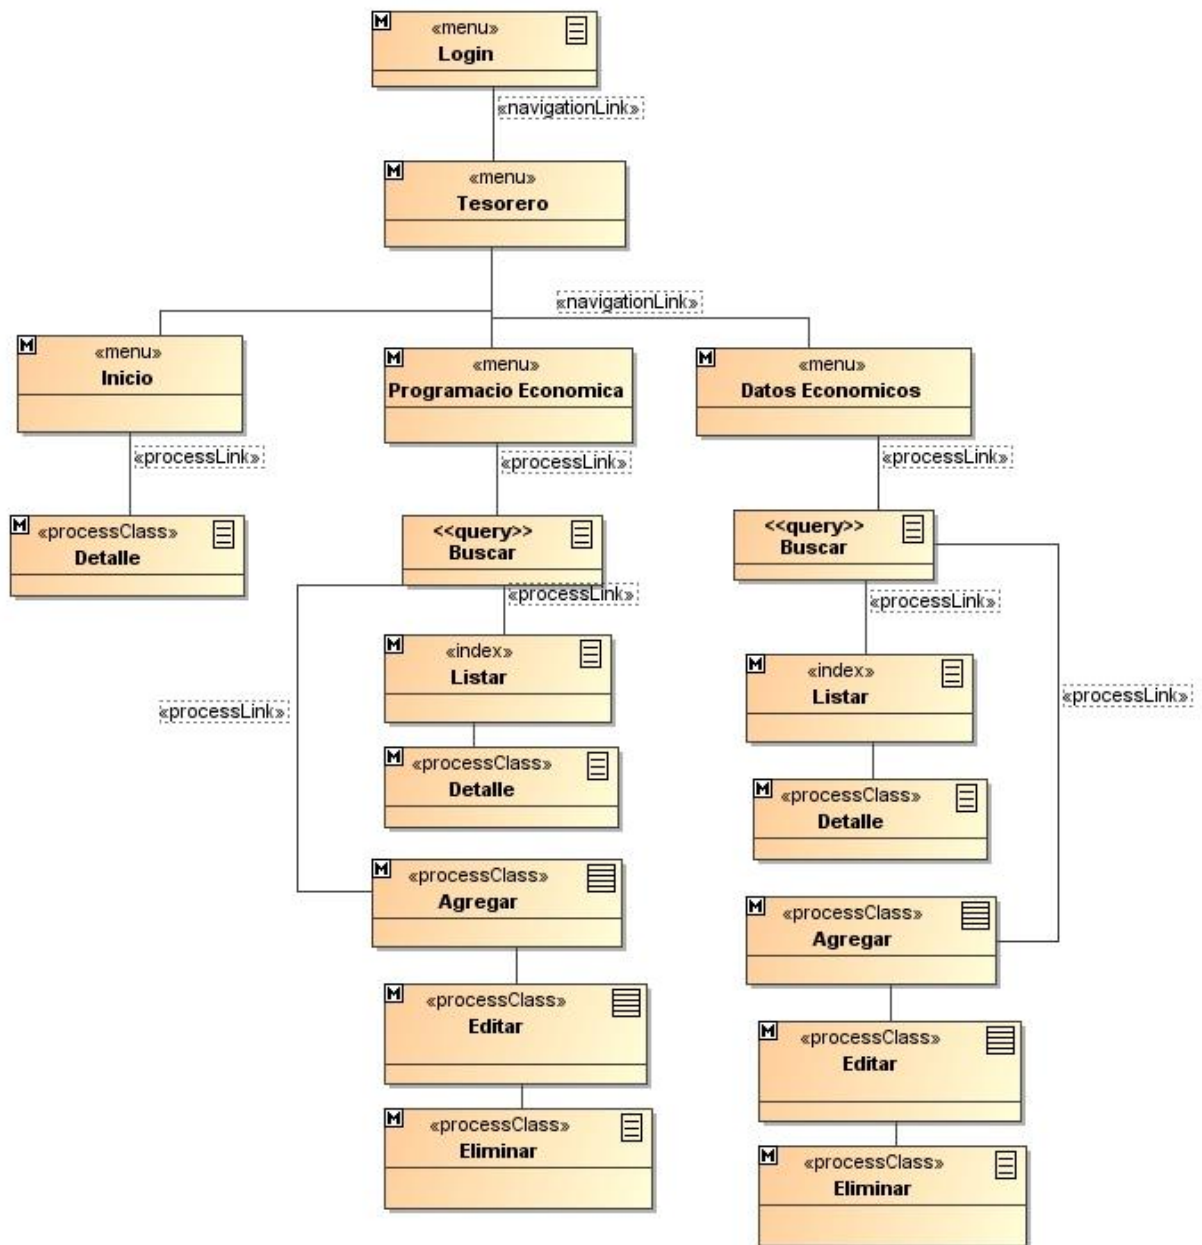 «menu»
Login
«navigationLink»
«menu»
Tesorero
«navigationLink»
«menu»
Inicio
«menu»
Programacio Economica
«menu»
Datos Economicos
«processLink»
«processLink»
«processLink»
«processClass»
Detalle
<<query>>
Buscar
<<query>>
Buscar
«processLink»
«processLink»
«index»
Listar
«index»
Listar
«processLink»
«processLink»
«processClass»
Detalle
«processClass»
Detalle
«processClass»
Agregar
«processClass»
Agregar
«processClass»
Editar
«processClass»
Editar
«processClass»
Eliminar
«processClass»
Eliminar